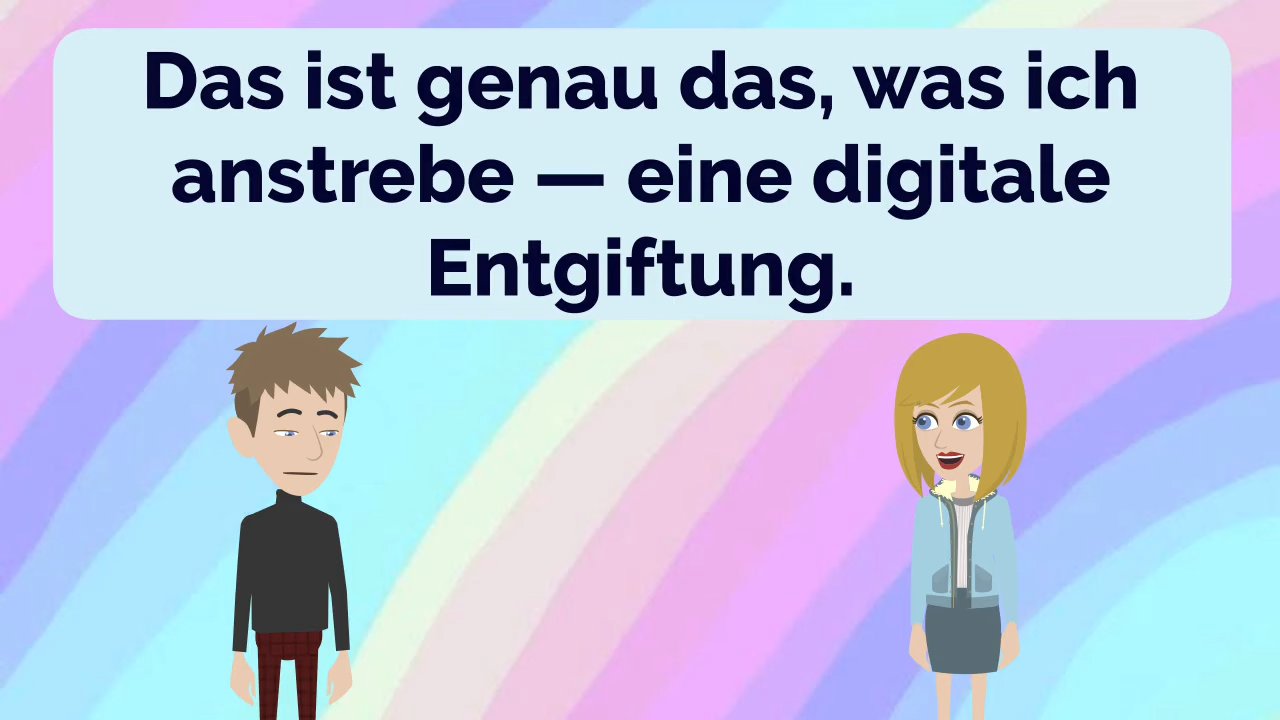 Das ist genau das, was ich
anstrebe — eine digitale
Entgiftung.